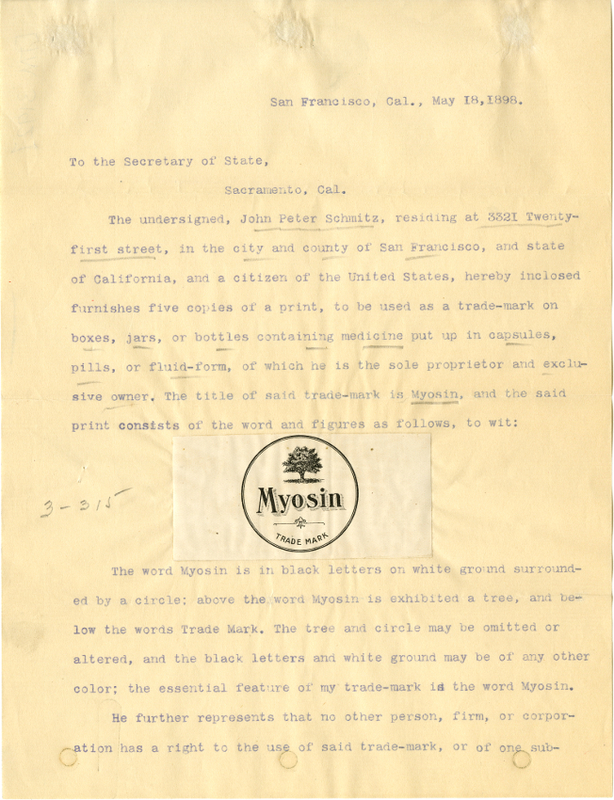 San Francisco, Cal., May 18, 1898.
To the Secretary of State,
Sacramento, Cal.
The undersigned, John Peter Schmitz, residing at 3321 Twenty-
first street, in the city and county of San Francisco, and state
of California, and a citizen of the United States, hereby inclosed
furnishes five copies of a print, to be used as a trade-mark on
boxes, jars, or bottles containing medicine put up in capsules,
pills, or fluid-form, of which he is the sole proprietor and exclu-
sive owner. The title of said trade-mark is Myosin, and the said
print consists of the word and figures as follows, to wit:
Myosin
TRADE MARK
3-315
The word Myosin is in black letters on white ground surround-
ed by a circle; above the word Myosin is exhibited a tree, and be-
low the words Trade Mark. The tree and circle may be omitted or
altered, and the black letters and white ground may be of any other
color; the essential feature of my trade-mark is the word Myosin.
He further represents that no other person, firm, or corpor-
ation has a right to the use of said trade-mark, or of one sub-